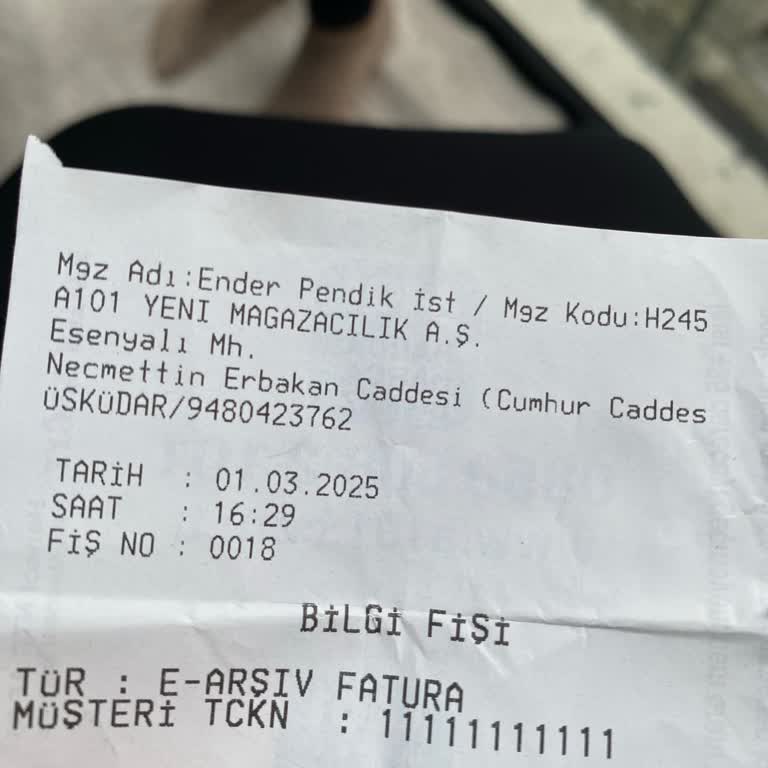 Mgz Adı:Ender Pendik İst / Mgz Kodu:H245
A101 YENİ MAGAZACILIK A.Ş.
Esenyalı Mh.
Necmettin Erbakan Caddesi (Cumhur Caddes
ÜSKÜDAR/9480423762
TARİH : 01.03.2025
SAAT : 16:29
FİŞ NO : 0018
BİLGİ FİŞİ
TÜR : E-ARŞIV FATURA
MÜŞTERİ TCKN : 11111111111